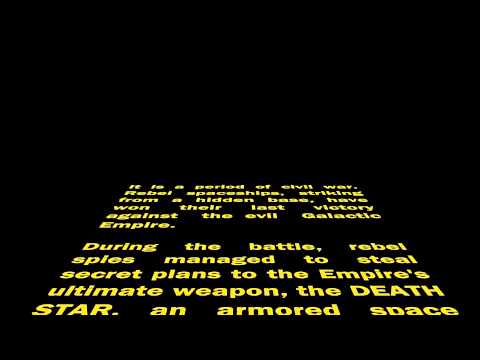 It is a period of civil war.
Rebel spaceships, striking
from a hidden base, have
won their last victory
against the evil Galactic
Empire.
During the battle, rebel
spies managed to steal
secret plans to the Empire's
ultimate weapon, the DEATH
STAR, an armored space